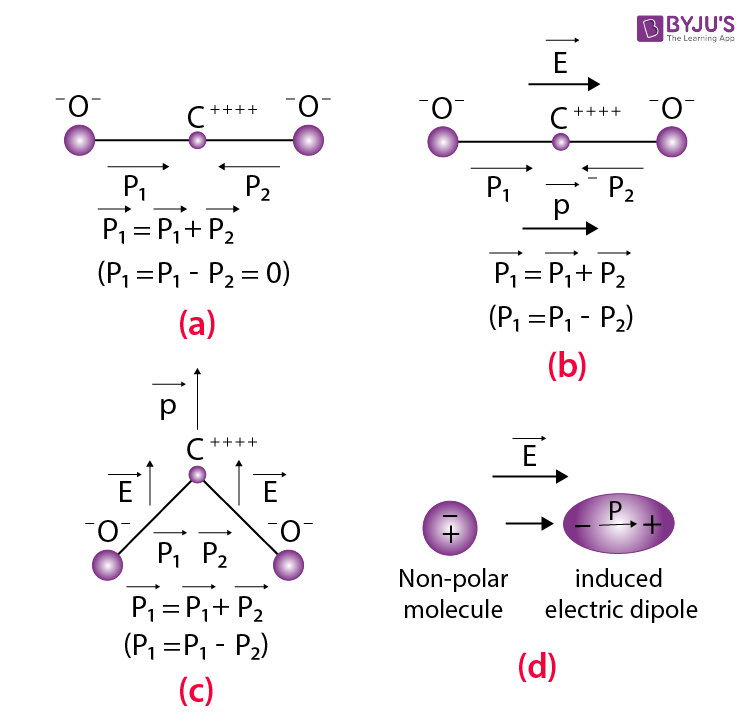 BYJU'S
The Learning App
⁻O⁻ C⁺⁺⁺⁺ ⁻O⁻
P₁ P₂
P₁ = P₁ + P₂
(P₁ = P₁ - P₂ = 0)
(a)
E
⁻O⁻ C⁺⁺⁺⁺ ⁻O⁻
P₁ ⁻ P₂
p
P₁ = P₁ + P₂
(P₁ = P₁ - P₂)
(b)
p
C⁺⁺⁺⁺
E E
⁻O⁻ ⁻O⁻
P₁ P₂
P₁ = P₁ + P₂
(P₁ = P₁ - P₂)
(c)
E
− +
− P +
Non-polar
molecule
induced
electric dipole
(d)